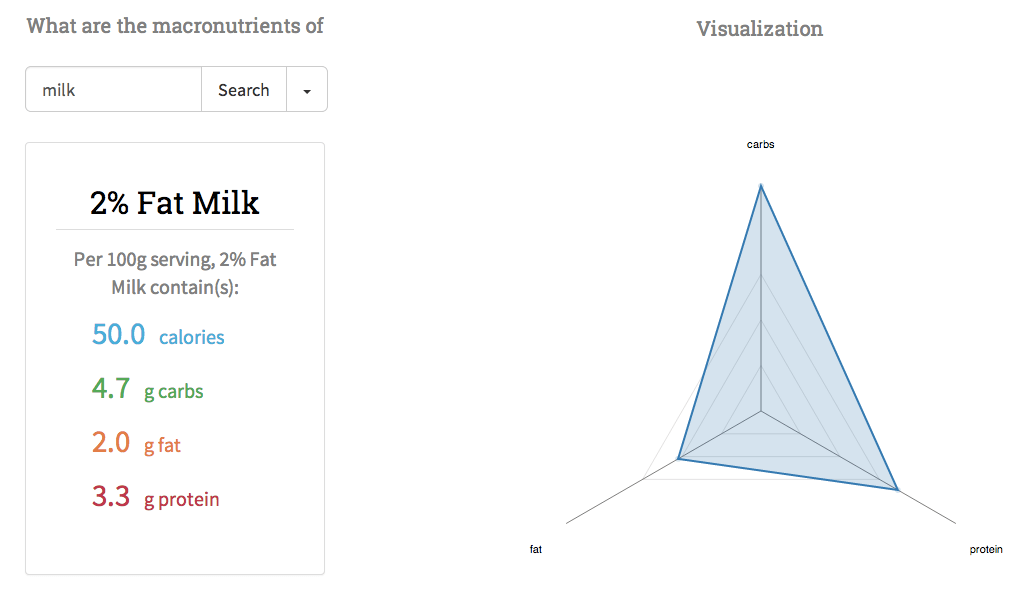 What are the macronutrients of
milk Search
2% Fat Milk
Per 100g serving, 2% Fat
Milk contain(s):
50.0 calories
4.7 g carbs
2.0 g fat
3.3 g protein
Visualization
carbs
fat
protein